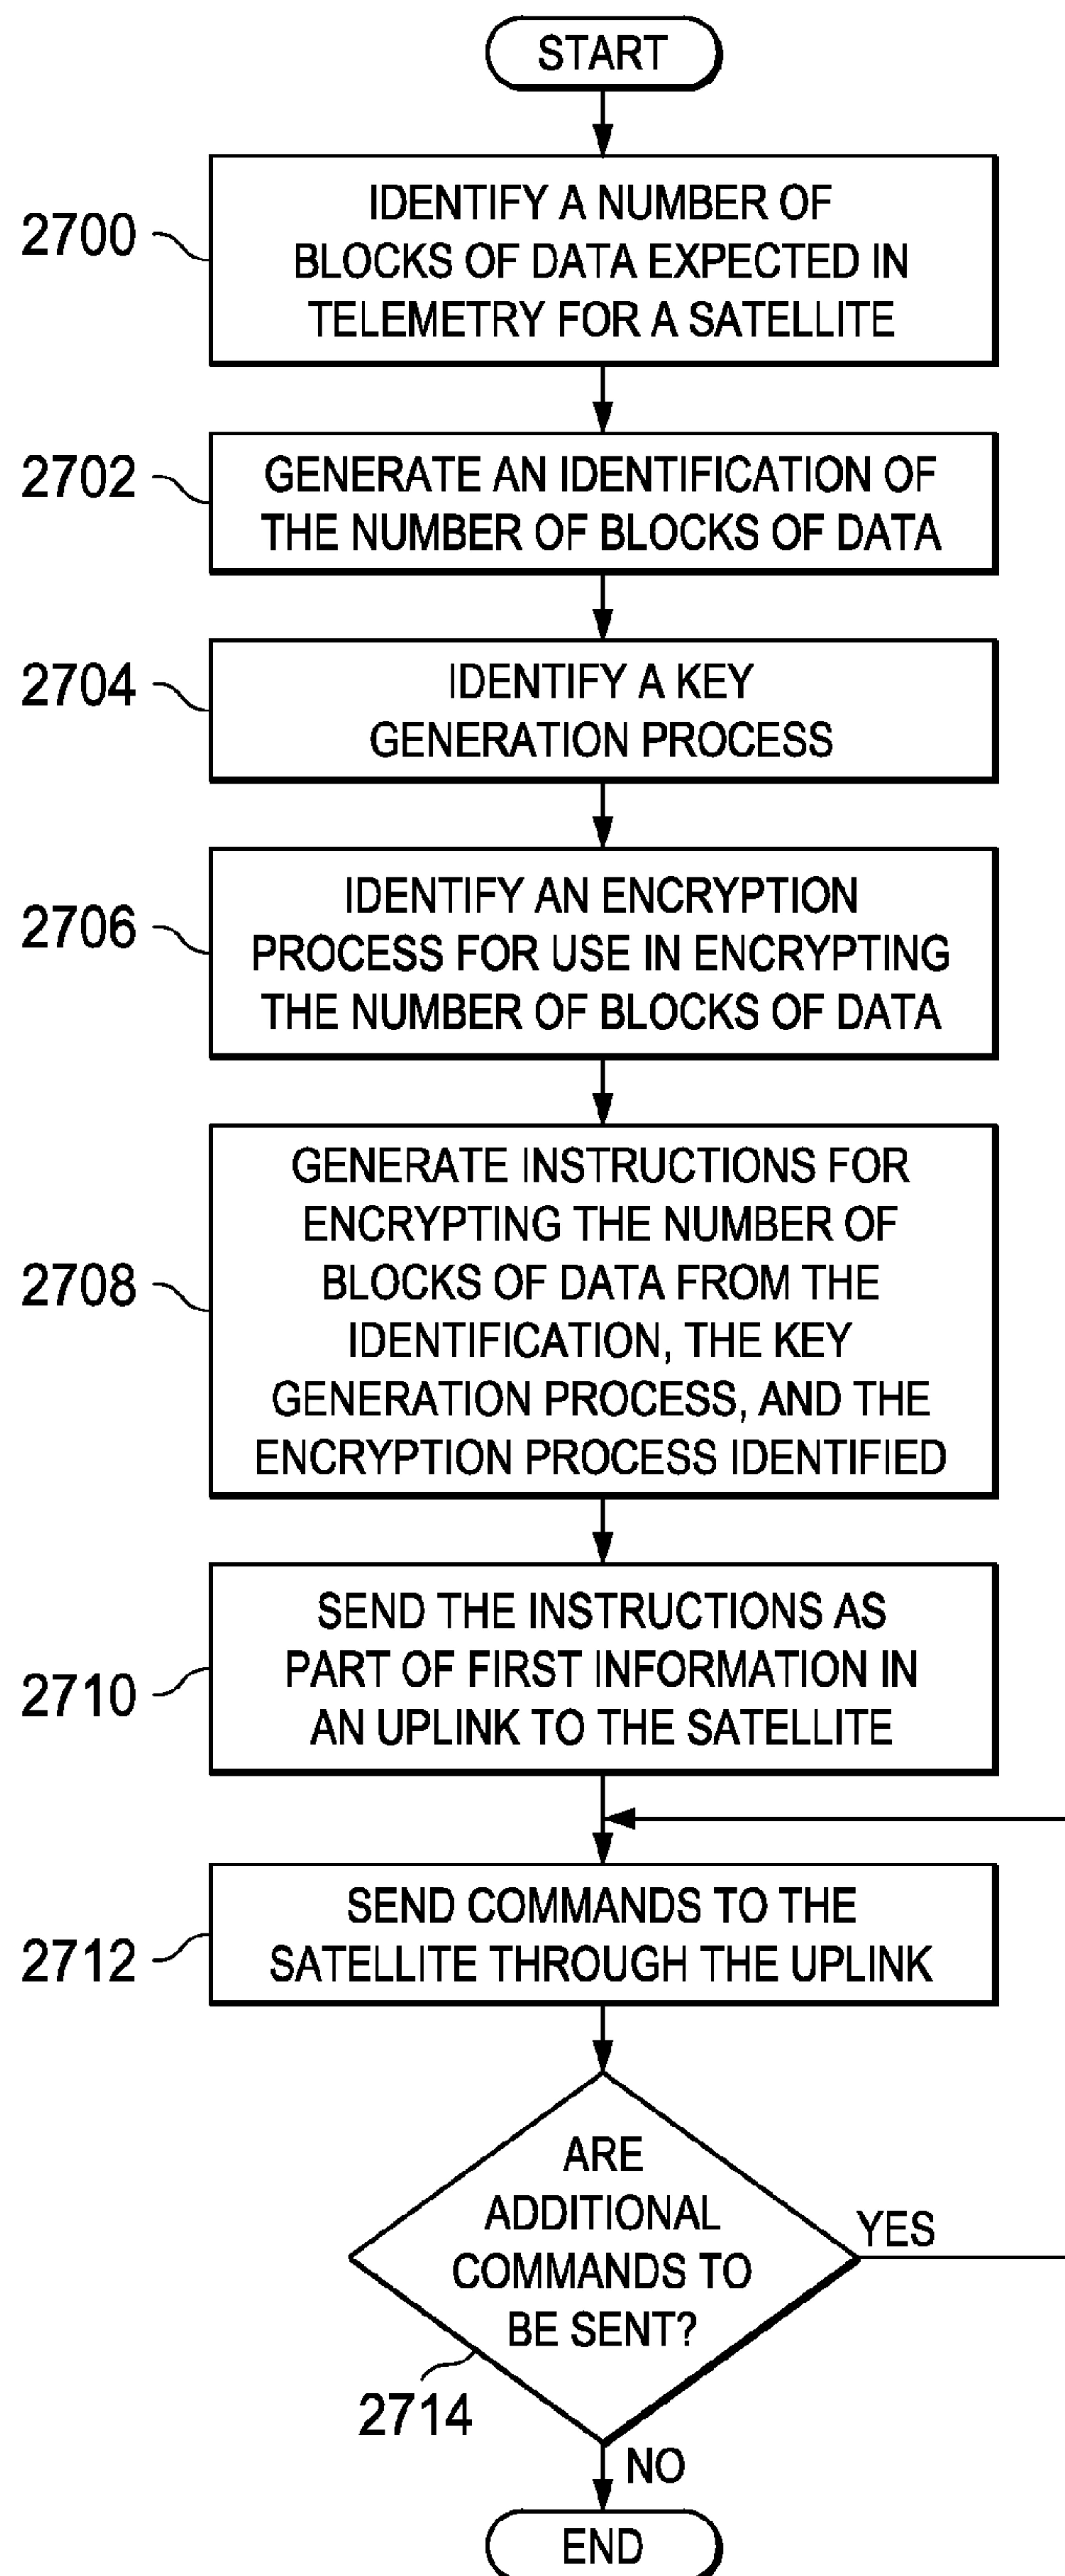 START
2700
IDENTIFY A NUMBER OF
BLOCKS OF DATA EXPECTED IN
TELEMETRY FOR A SATELLITE
2702
GENERATE AN IDENTIFICATION OF
THE NUMBER OF BLOCKS OF DATA
2704
IDENTIFY A KEY
GENERATION PROCESS
2706
IDENTIFY AN ENCRYPTION
PROCESS FOR USE IN ENCRYPTING
THE NUMBER OF BLOCKS OF DATA
2708
GENERATE INSTRUCTIONS FOR
ENCRYPTING THE NUMBER OF
BLOCKS OF DATA FROM THE
IDENTIFICATION, THE KEY
GENERATION PROCESS, AND THE
ENCRYPTION PROCESS IDENTIFIED
2710
SEND THE INSTRUCTIONS AS
PART OF FIRST INFORMATION IN
AN UPLINK TO THE SATELLITE
2712
SEND COMMANDS TO THE
SATELLITE THROUGH THE UPLINK
ARE
ADDITIONAL
COMMANDS TO
BE SENT?
YES
2714
NO
END